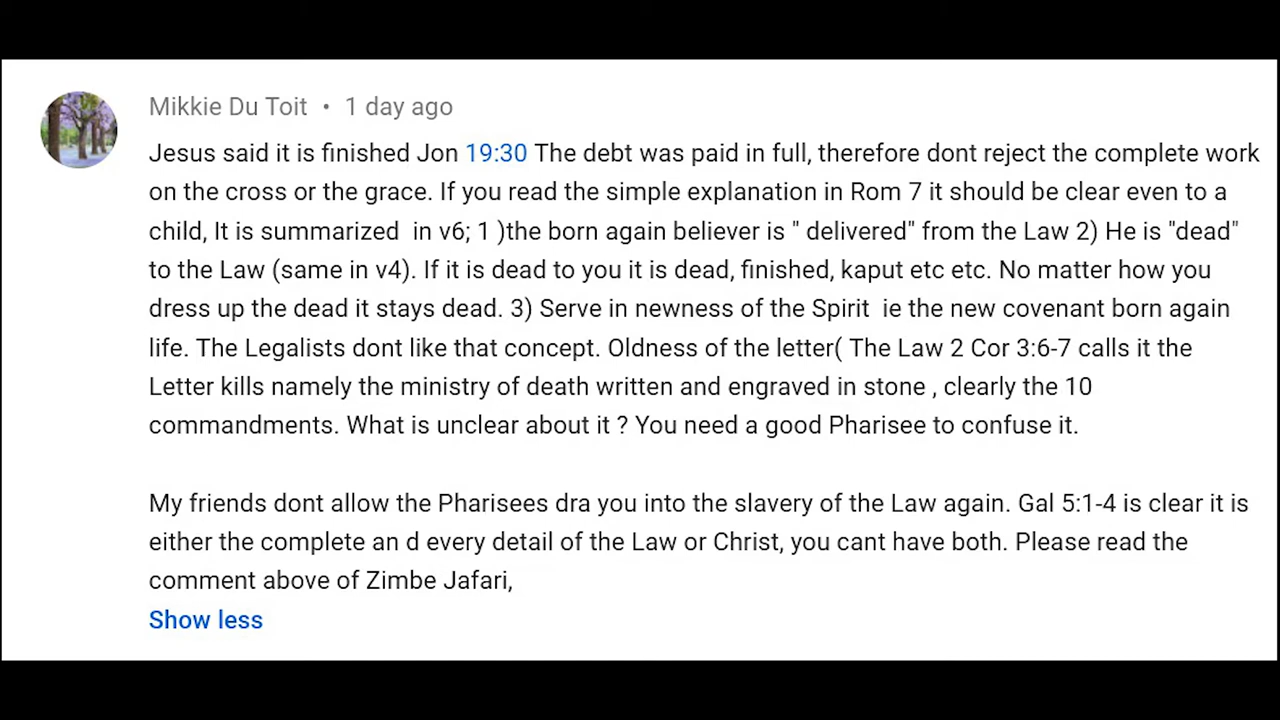 Mikkie Du Toit • 1 day ago
Jesus said it is finished Jon 19:30 The debt was paid in full, therefore dont reject the complete work
on the cross or the grace. If you read the simple explanation in Rom 7 it should be clear even to a
child, It is summarized  in v6; 1 )the born again believer is " delivered" from the Law 2) He is "dead"
to the Law (same in v4). If it is dead to you it is dead, finished, kaput etc etc. No matter how you
dress up the dead it stays dead. 3) Serve in newness of the Spirit  ie the new covenant born again
life. The Legalists dont like that concept. Oldness of the letter( The Law 2 Cor 3:6-7 calls it the
Letter kills namely the ministry of death written and engraved in stone , clearly the 10
commandments. What is unclear about it ? You need a good Pharisee to confuse it.
My friends dont allow the Pharisees dra you into the slavery of the Law again. Gal 5:1-4 is clear it is
either the complete an d every detail of the Law or Christ, you cant have both. Please read the
comment above of Zimbe Jafari,
Show less